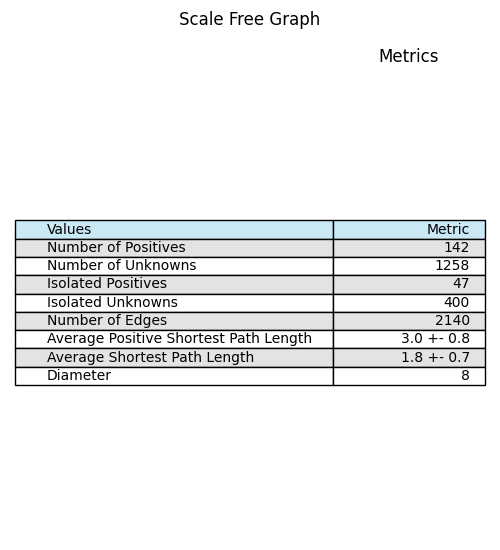 Scale Free Graph
Metrics
Values Metric
Number of Positives 142
Number of Unknowns 1258
Isolated Positives 47
Isolated Unknowns 400
Number of Edges 2140
Average Positive Shortest Path Length 3.0 +- 0.8
Average Shortest Path Length 1.8 +- 0.7
Diameter 8